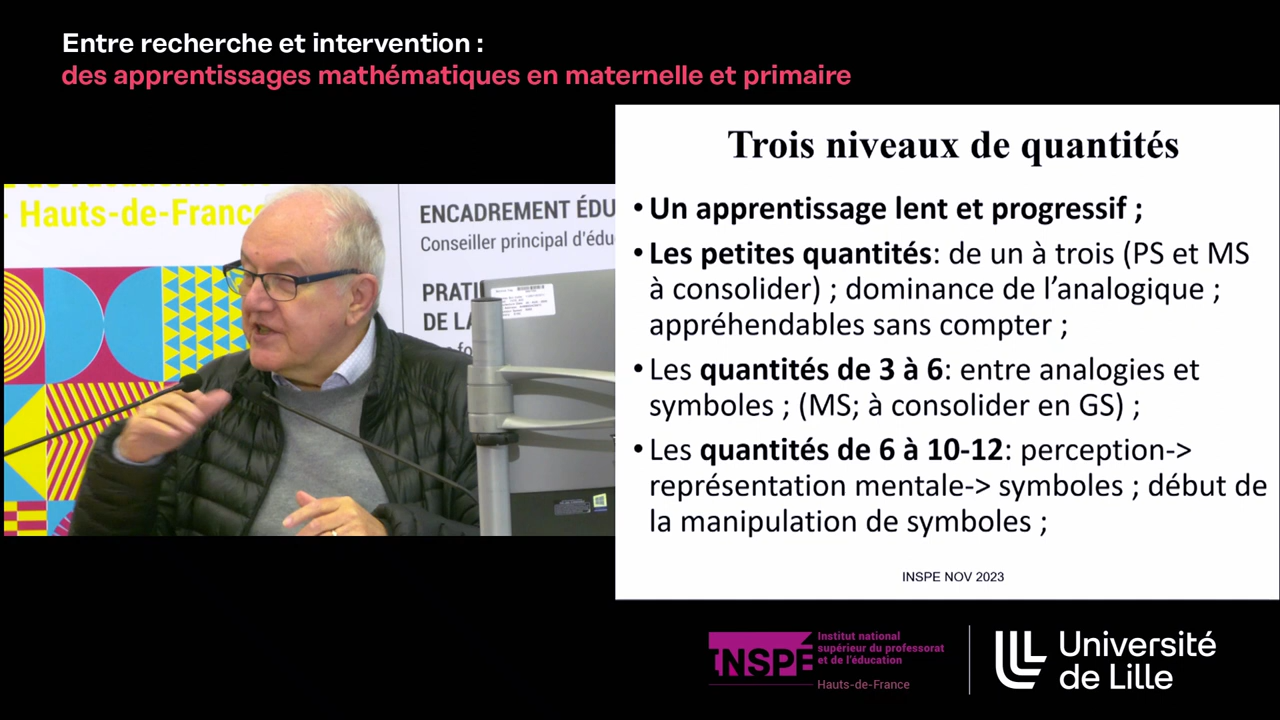 Entre recherche et intervention :
des apprentissages mathématiques en maternelle et primaire
Hauts-de-France
ENCADREMENT ÉDU
Conseiller principal d'édu
PRATI
DE LA
Trois niveaux de quantités
• Un apprentissage lent et progressif ;
• Les petites quantités: de un à trois (PS et MS
à consolider) ; dominance de l'analogique ;
appréhendables sans compter ;
• Les quantités de 3 à 6: entre analogies et
symboles ; (MS; à consolider en GS) ;
• Les quantités de 6 à 10-12: perception->
représentation mentale-> symboles ; début de
la manipulation de symboles ;
INSPE NOV 2023
INSPÉ
Institut national
supérieur du professorat
et de l'éducation
Hauts-de-France
Université
de Lille